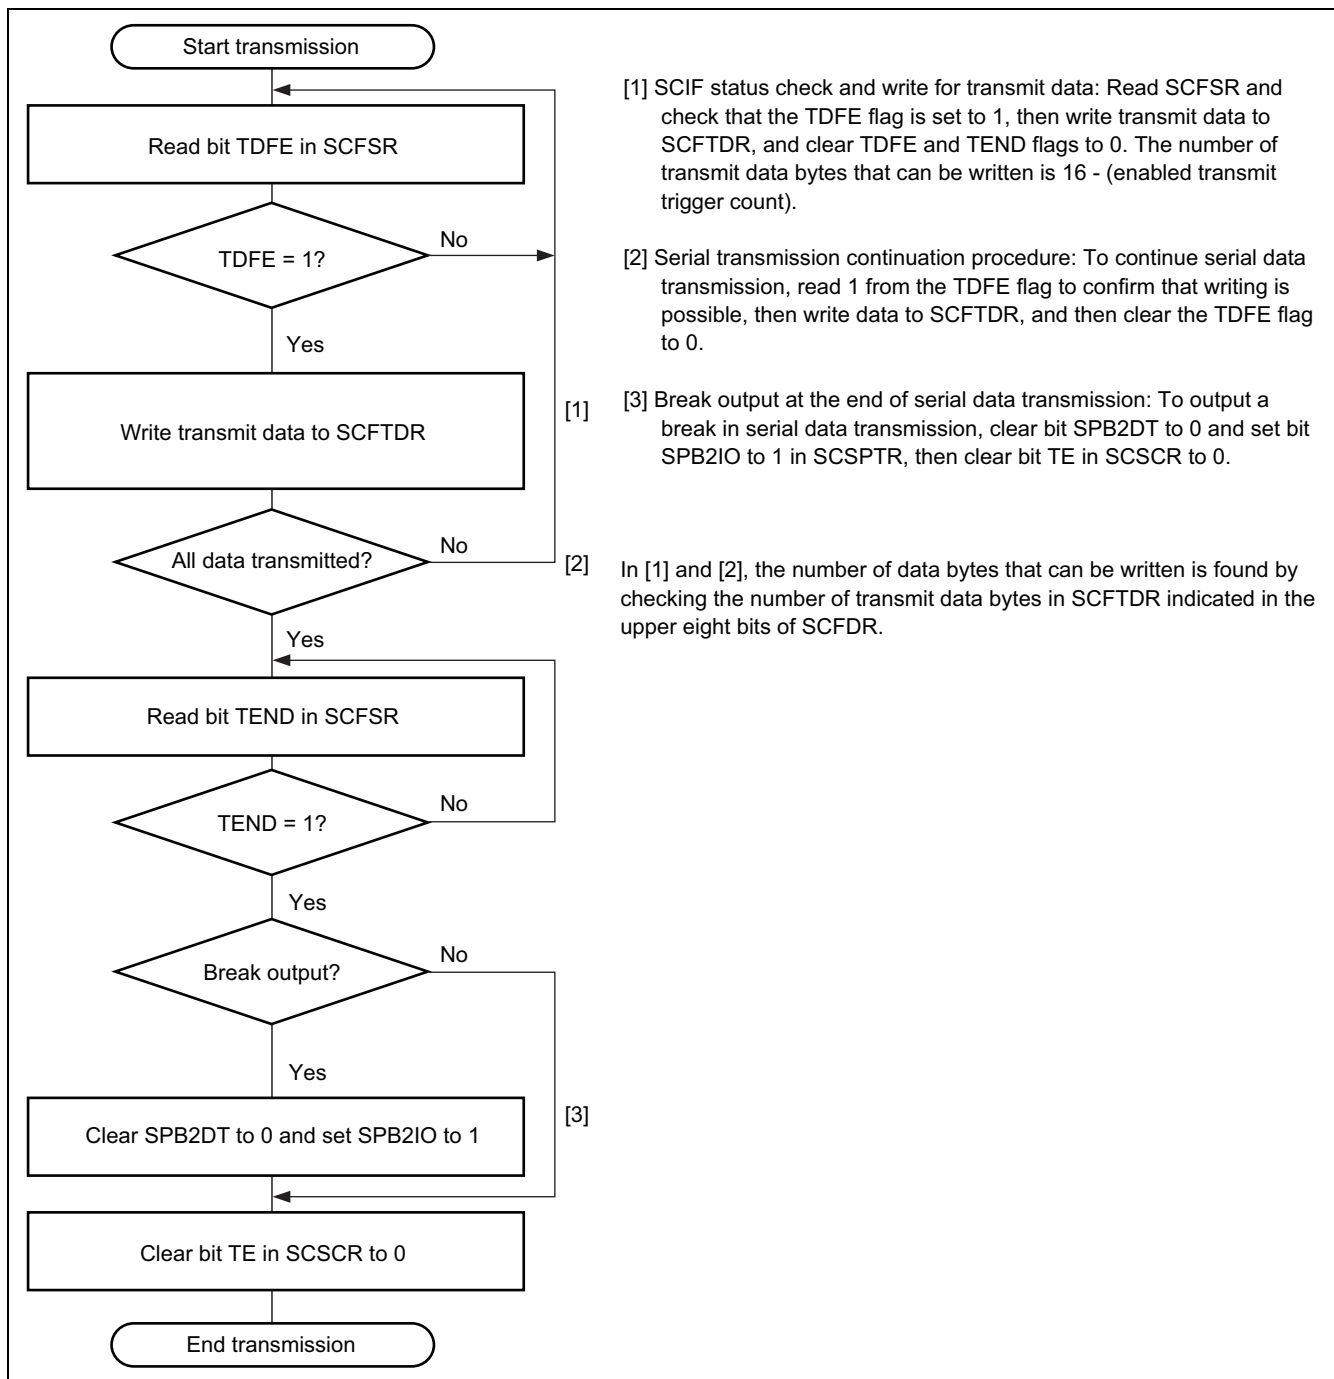 Start transmission
Read bit TDFE in SCFSR
TDFE = 1?
No
Yes
Write transmit data to SCFTDR
[1]
All data transmitted?
No
[2]
Yes
Read bit TEND in SCFSR
TEND = 1?
No
Yes
Break output?
No
Yes
Clear SPB2DT to 0 and set SPB2IO to 1
[3]
Clear bit TE in SCSCR to 0
End transmission
[1] SCIF status check and write for transmit data: Read SCFSR and
check that the TDFE flag is set to 1, then write transmit data to
SCFTDR, and clear TDFE and TEND flags to 0. The number of
transmit data bytes that can be written is 16 - (enabled transmit
trigger count).
[2] Serial transmission continuation procedure: To continue serial data
transmission, read 1 from the TDFE flag to confirm that writing is
possible, then write data to SCFTDR, and then clear the TDFE flag
to 0.
[3] Break output at the end of serial data transmission: To output a
break in serial data transmission, clear bit SPB2DT to 0 and set bit
SPB2IO to 1 in SCSPTR, then clear bit TE in SCSCR to 0.
In [1] and [2], the number of data bytes that can be written is found by
checking the number of transmit data bytes in SCFTDR indicated in the
upper eight bits of SCFDR.